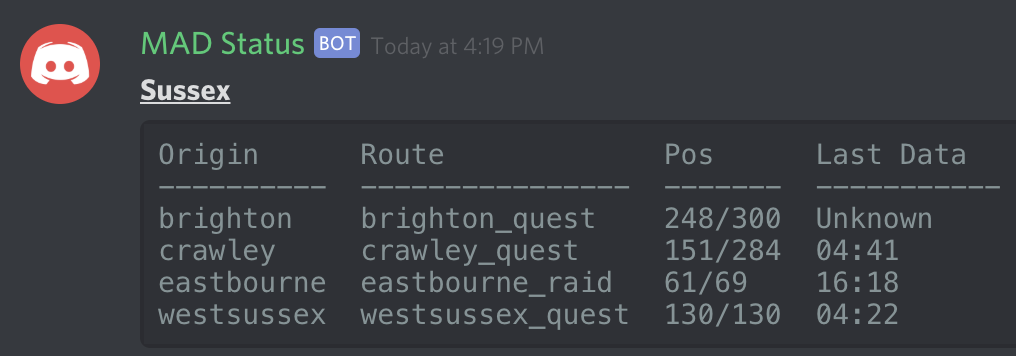 MAD Status BOT Today at 4:19 PM
Sussex
Origin Route Pos Last Data
---------- ---------------- ------- -----------
brighton brighton_quest 248/300 Unknown
crawley crawley_quest 151/284 04:41
eastbourne eastbourne_raid 61/69 16:18
westsussex westsussex_quest 130/130 04:22